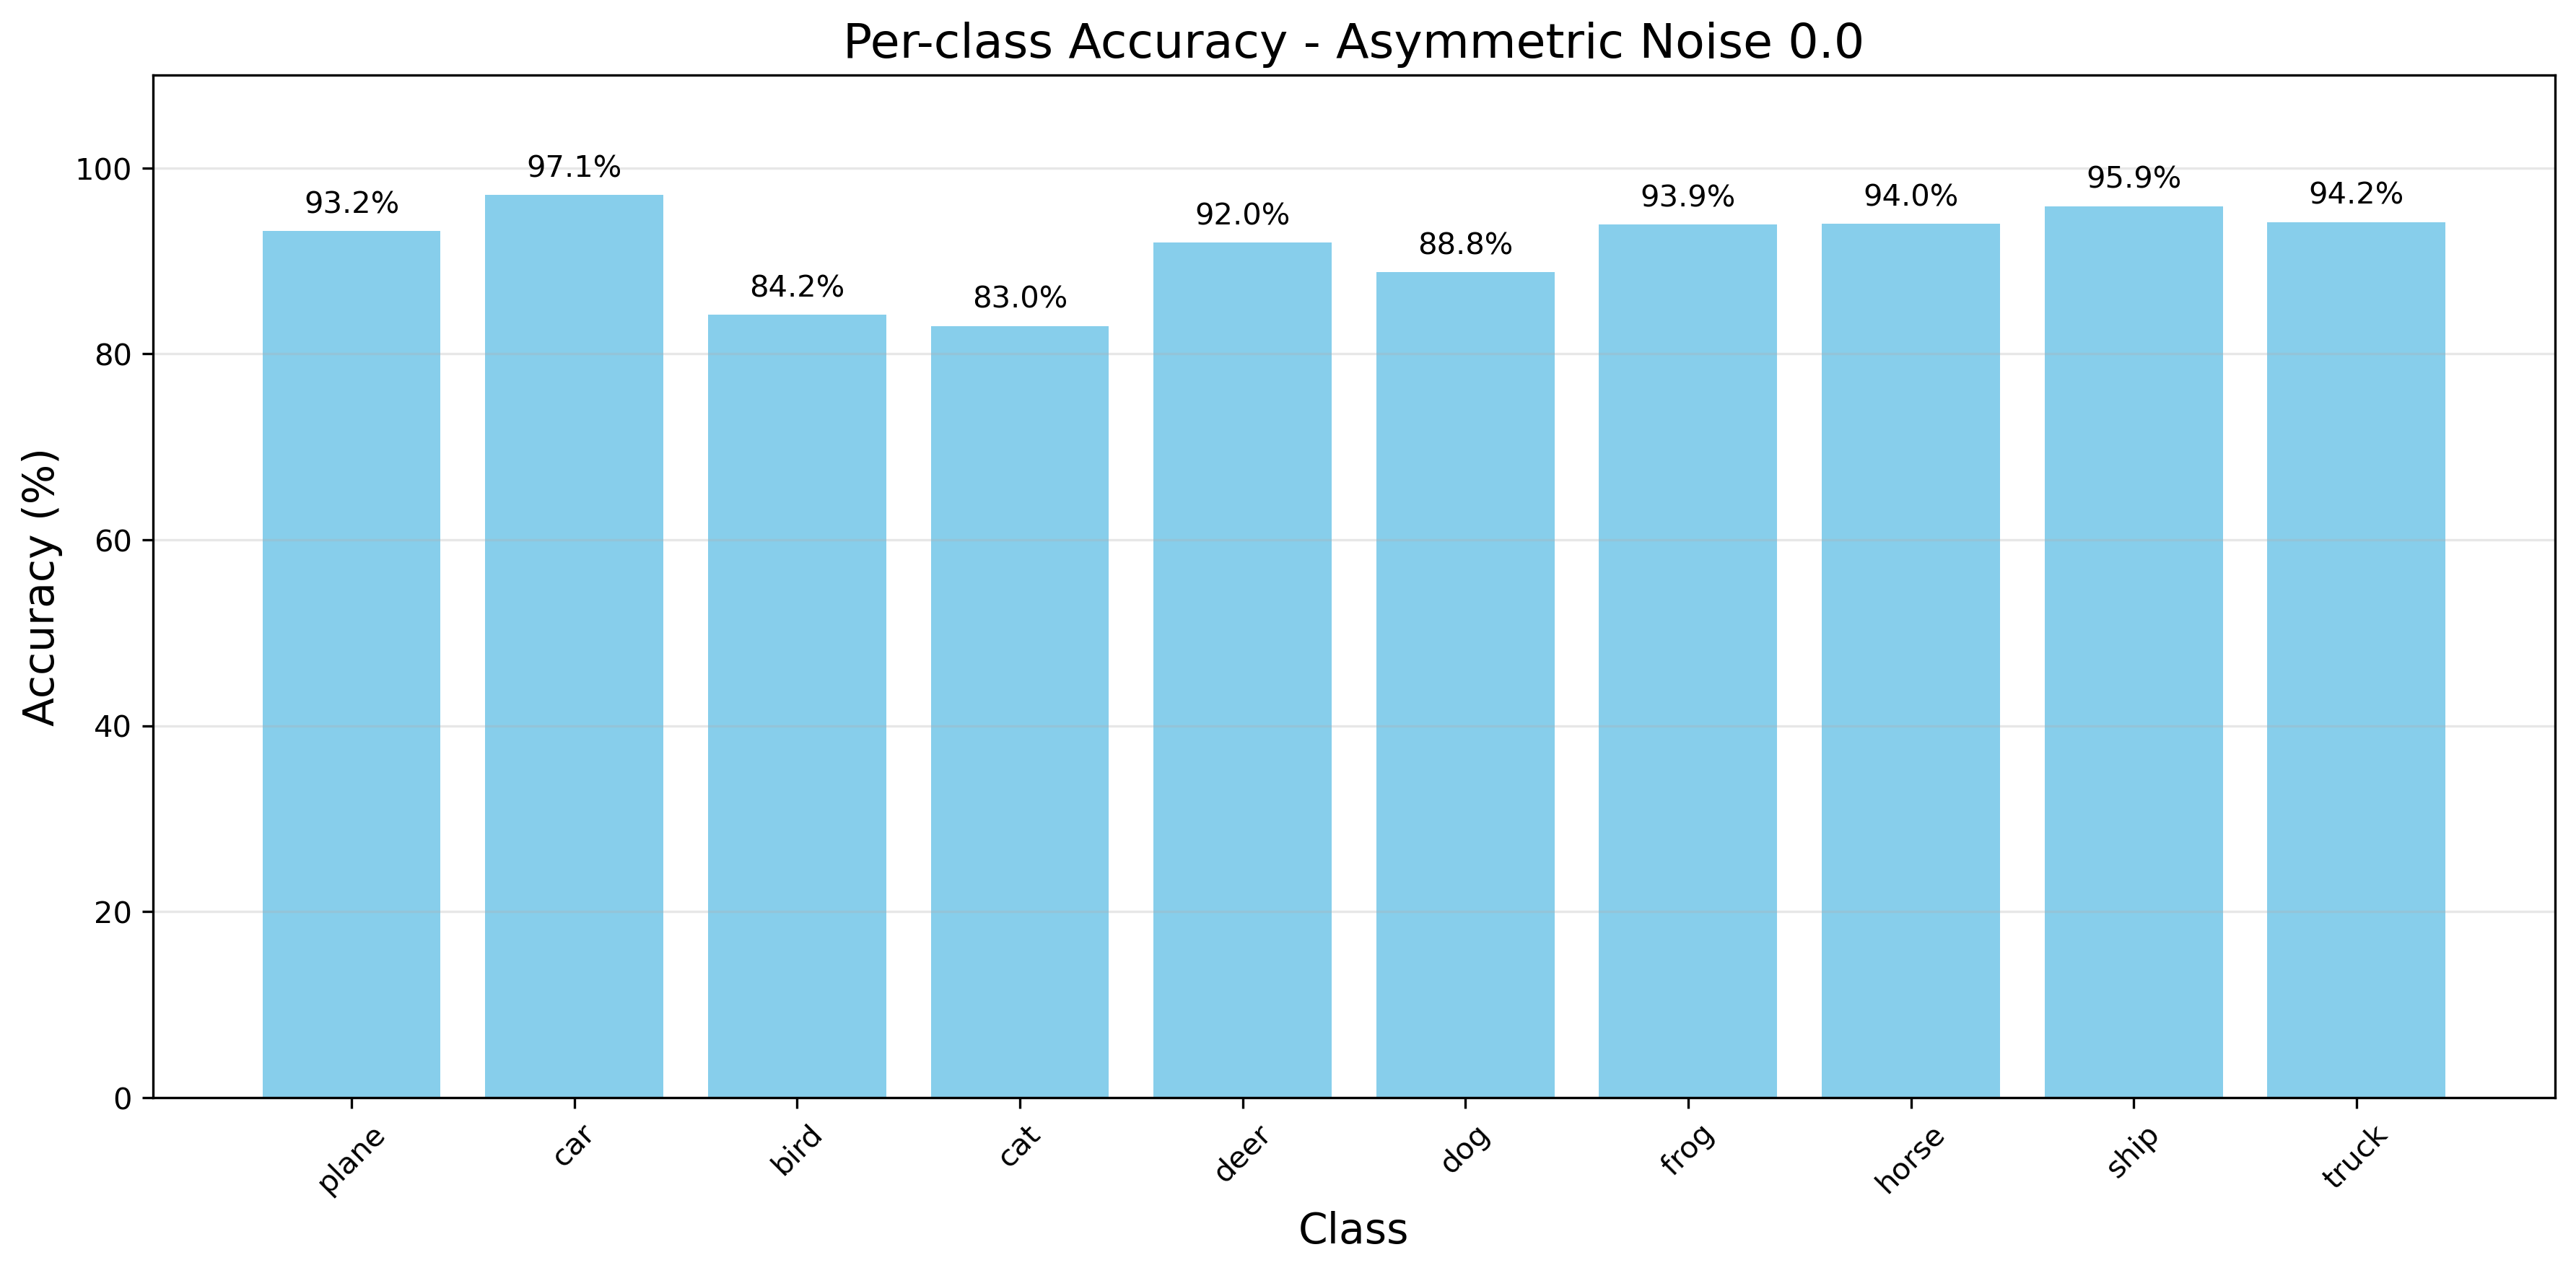 Per-class Accuracy - Asymmetric Noise 0.0
Accuracy (%)
100
80
60
40
20
0
93.2%
97.1%
84.2%
83.0%
92.0%
88.8%
93.9%
94.0%
95.9%
94.2%
plane
car
bird
cat
deer
dog
frog
horse
ship
truck
Class